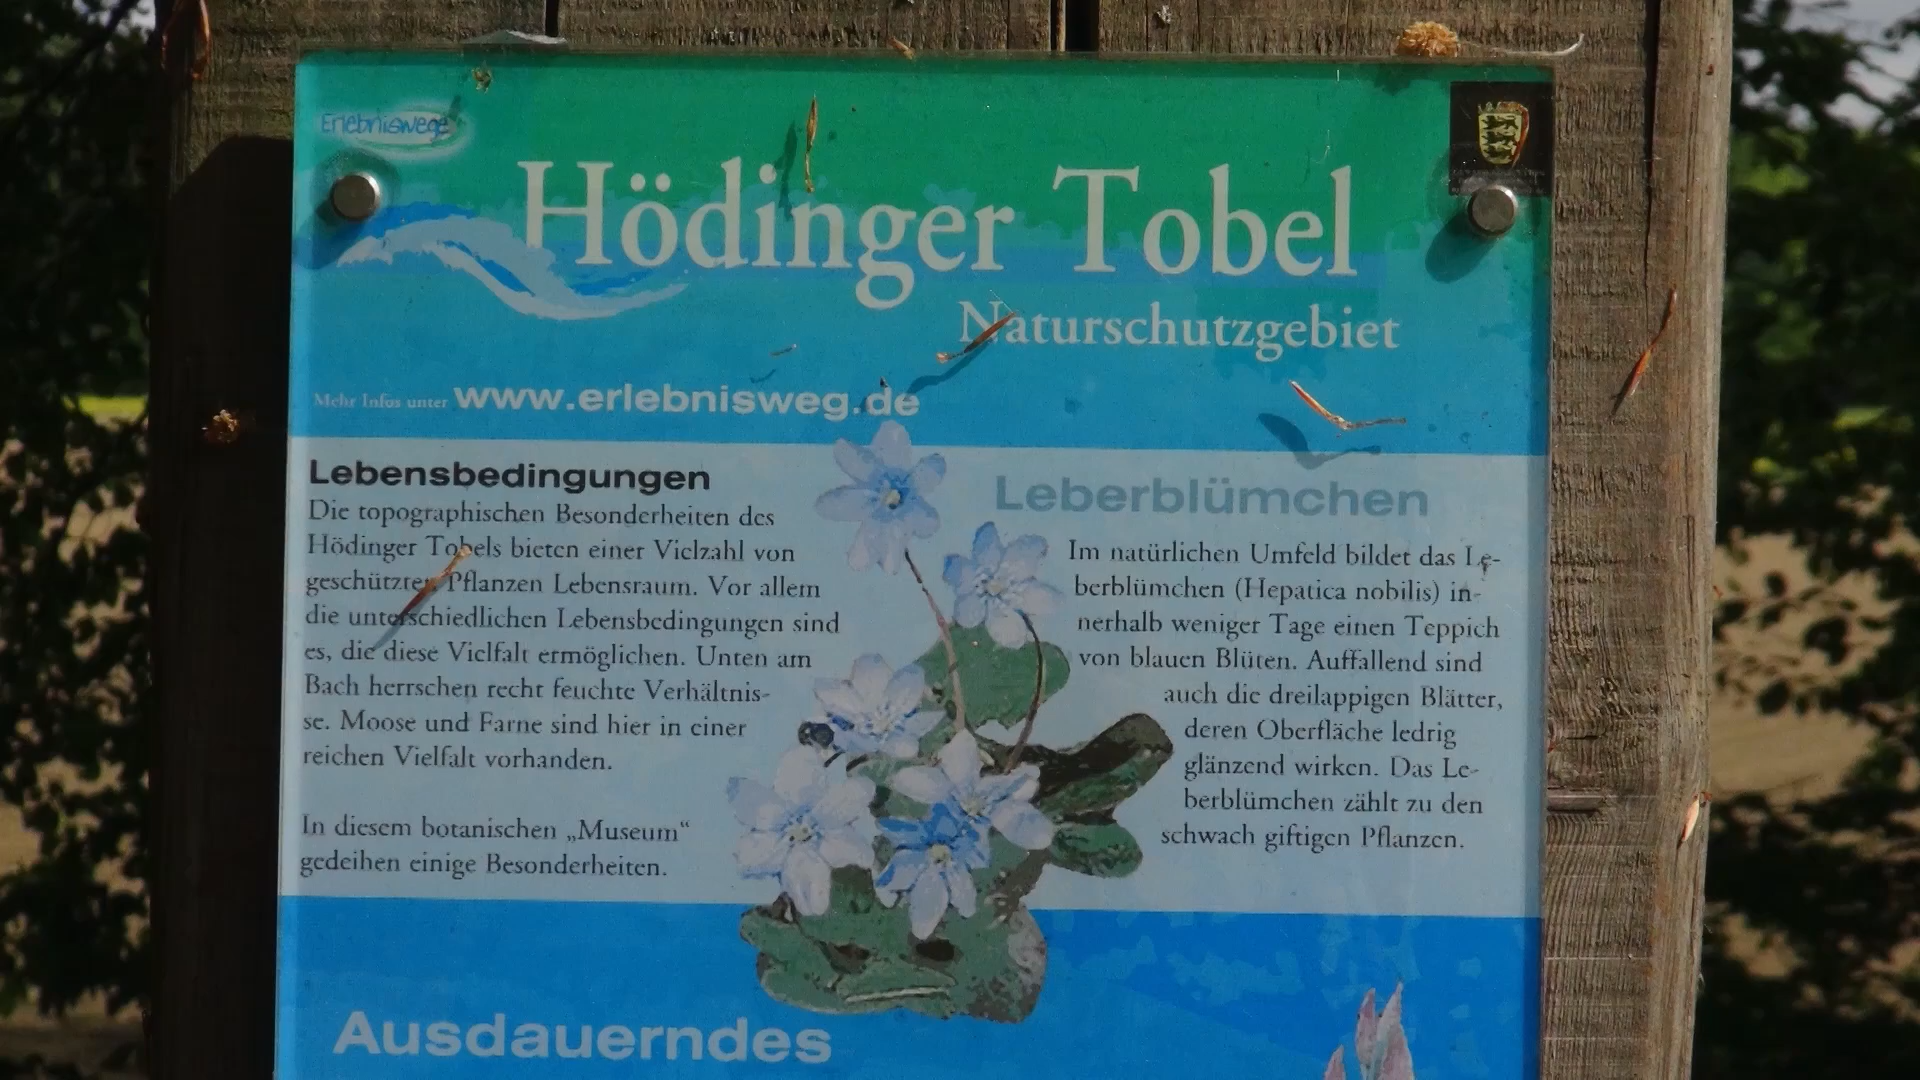 Erlebniswege
Hödinger Tobel
Naturschutzgebiet
Mehr Infos unter www.erlebnisweg.de
Lebensbedingungen
Die topographischen Besonderheiten des
Hödinger Tobels bieten einer Vielzahl von
geschützten Pflanzen Lebensraum. Vor allem
die unterschiedlichen Lebensbedingungen sind
es, die diese Vielfalt ermöglichen. Unten am
Bach herrschen recht feuchte Verhältnis-
se. Moose und Farne sind hier in einer
reichen Vielfalt vorhanden.
In diesem botanischen „Museum“
gedeihen einige Besonderheiten.
Leberblümchen
Im natürlichen Umfeld bildet das Le-
berblümchen (Hepatica nobilis) in-
nerhalb weniger Tage einen Teppich
von blauen Blüten. Auffallend sind
auch die dreilappigen Blätter,
deren Oberfläche ledrig
glänzend wirken. Das Le-
berblümchen zählt zu den
schwach giftigen Pflanzen.
Ausdauerndes